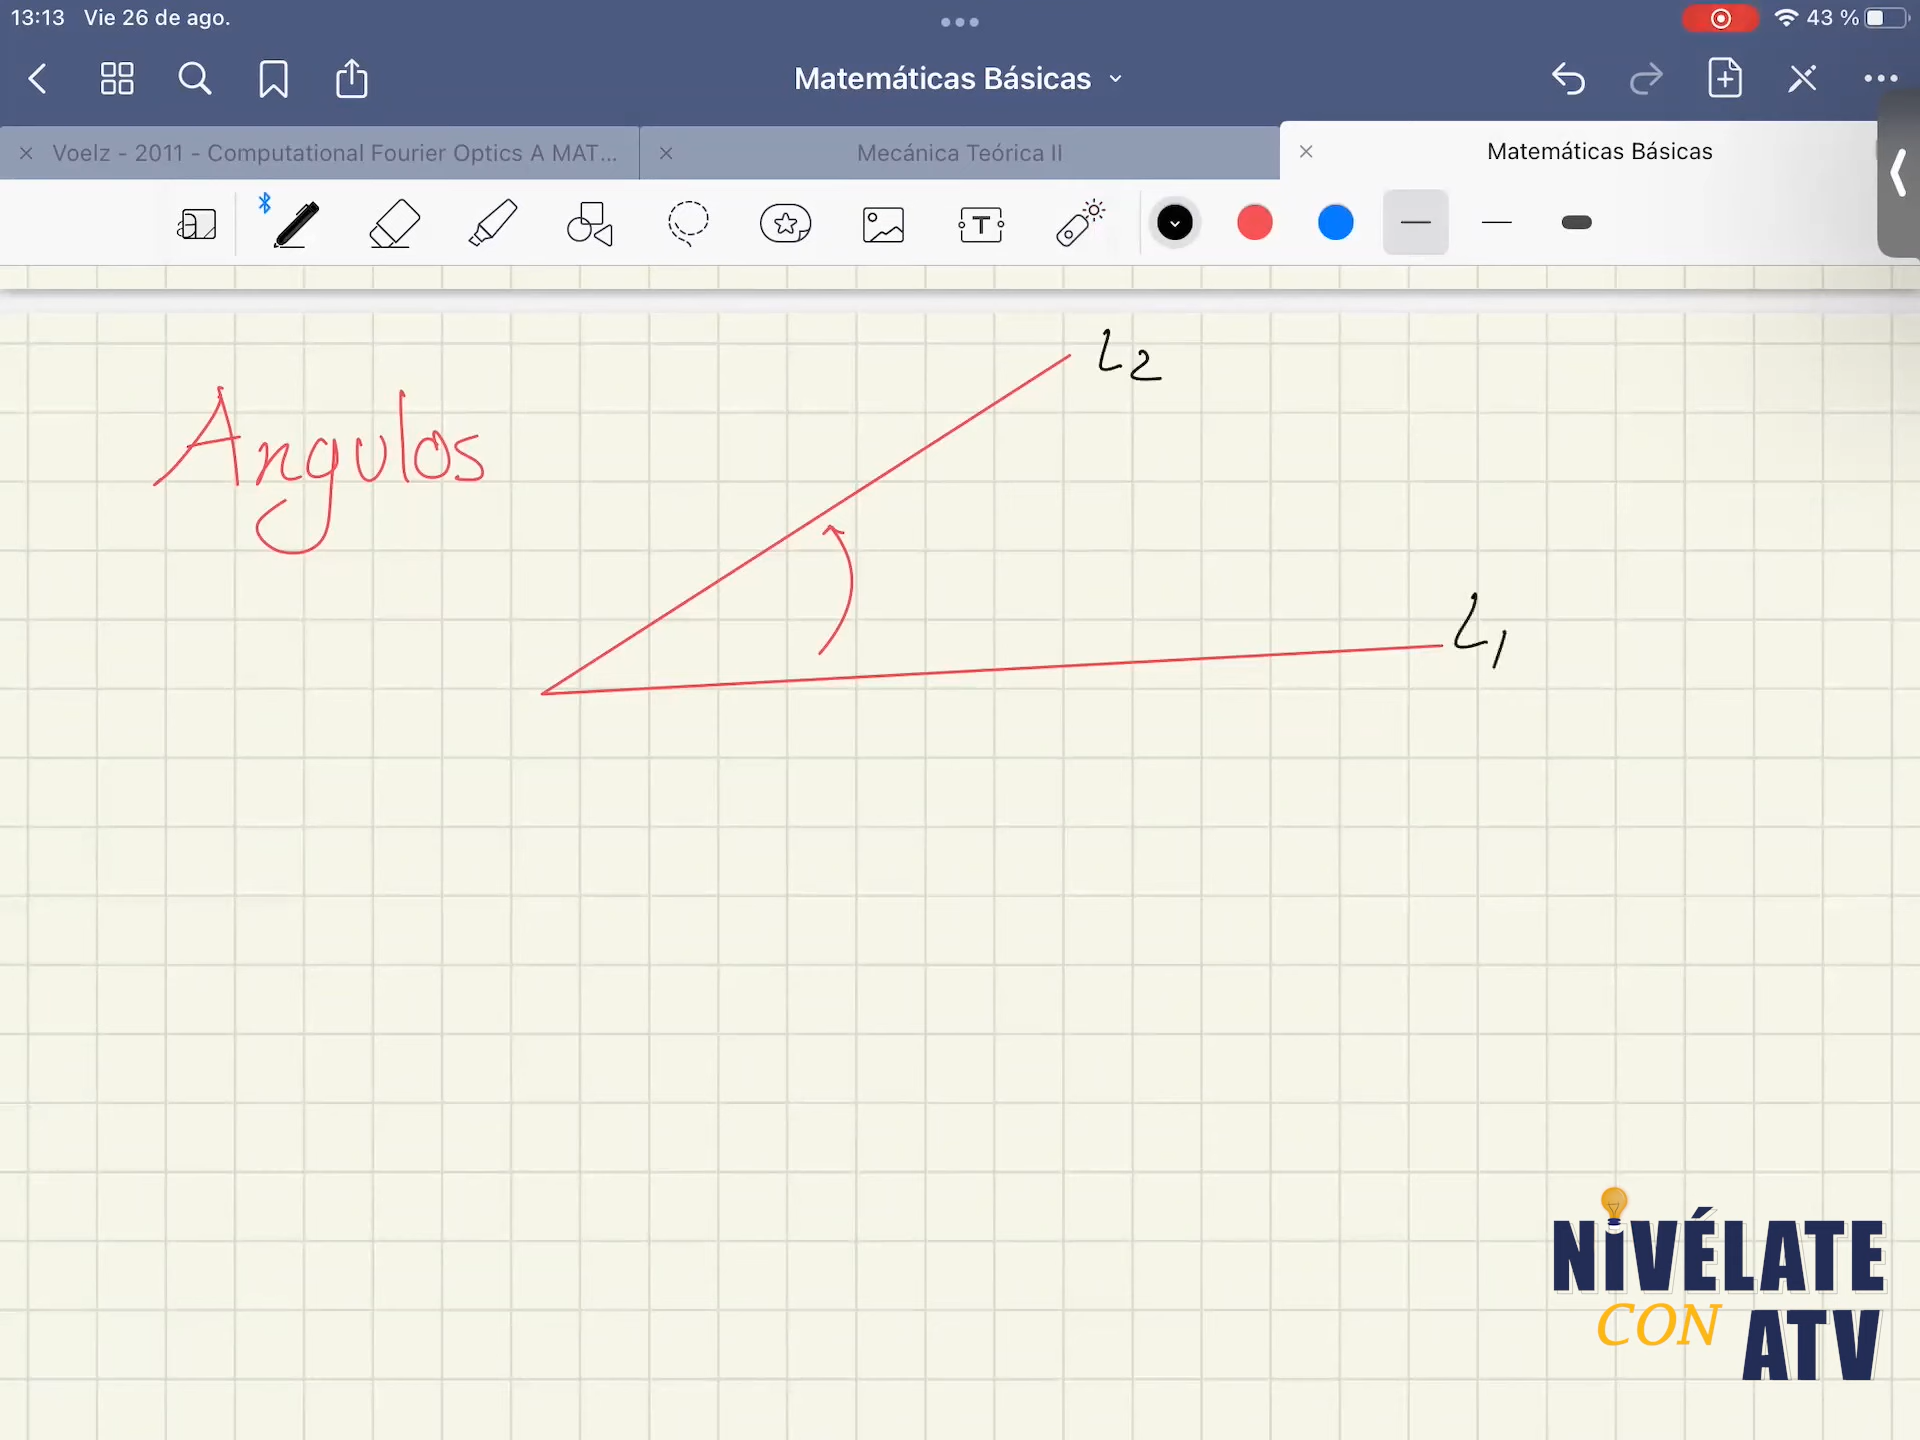 13:13 Vie 26 de ago.
43 %
Matemáticas Básicas
Voelz - 2011 - Computational Fourier Optics A MAT...
Mecánica Teórica II
Matemáticas Básicas
L2
Angulos
L1
NIVÉLATE
CON
ATV